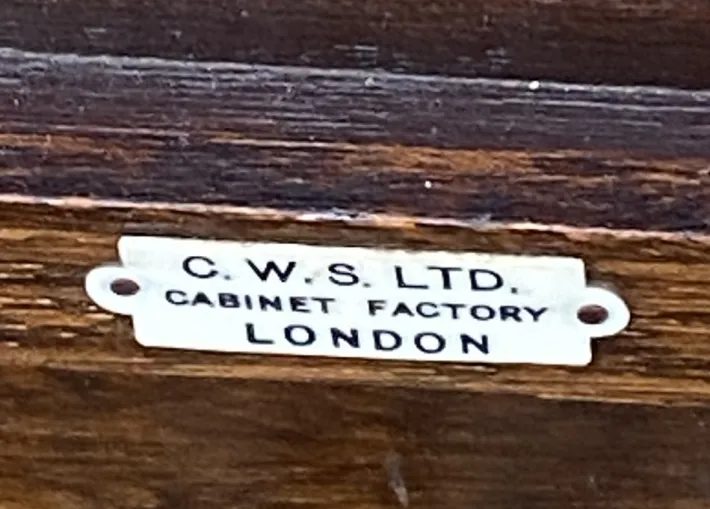 C. W. S. LTD.
CABINET FACTORY
LONDON